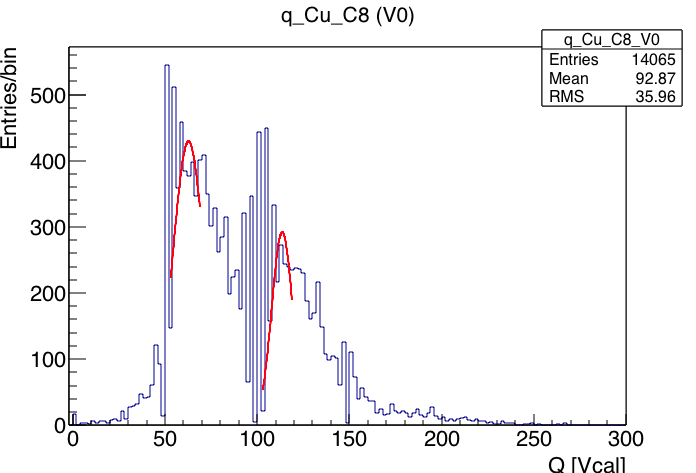 q_Cu_C8 (V0)
q_Cu_C8_V0
Entries 14065
Mean 92.87
RMS 35.96
Entries/bin
500
400
300
200
100
0
0 50 100 150 200 250 300
Q [Vcal]